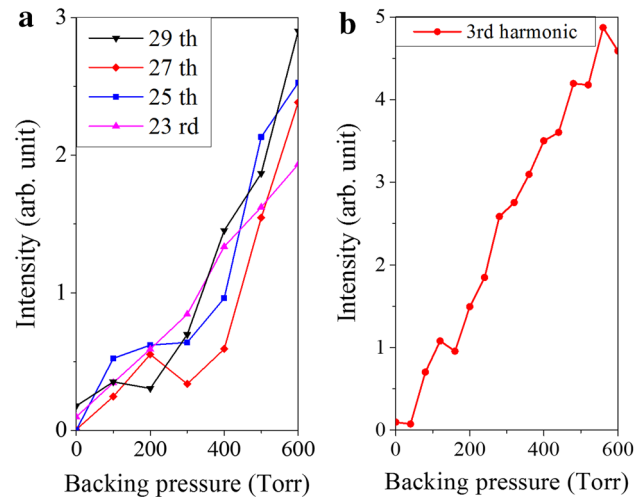 a
29 th
27 th
25 th
23 rd
3
2
1
0
0 200 400 600
Intensity (arb. unit)
Backing pressure (Torr)
b
3rd harmonic
5
4
3
2
1
0
0 200 400 600
Intensity (arb. unit)
Backing pressure (Torr)